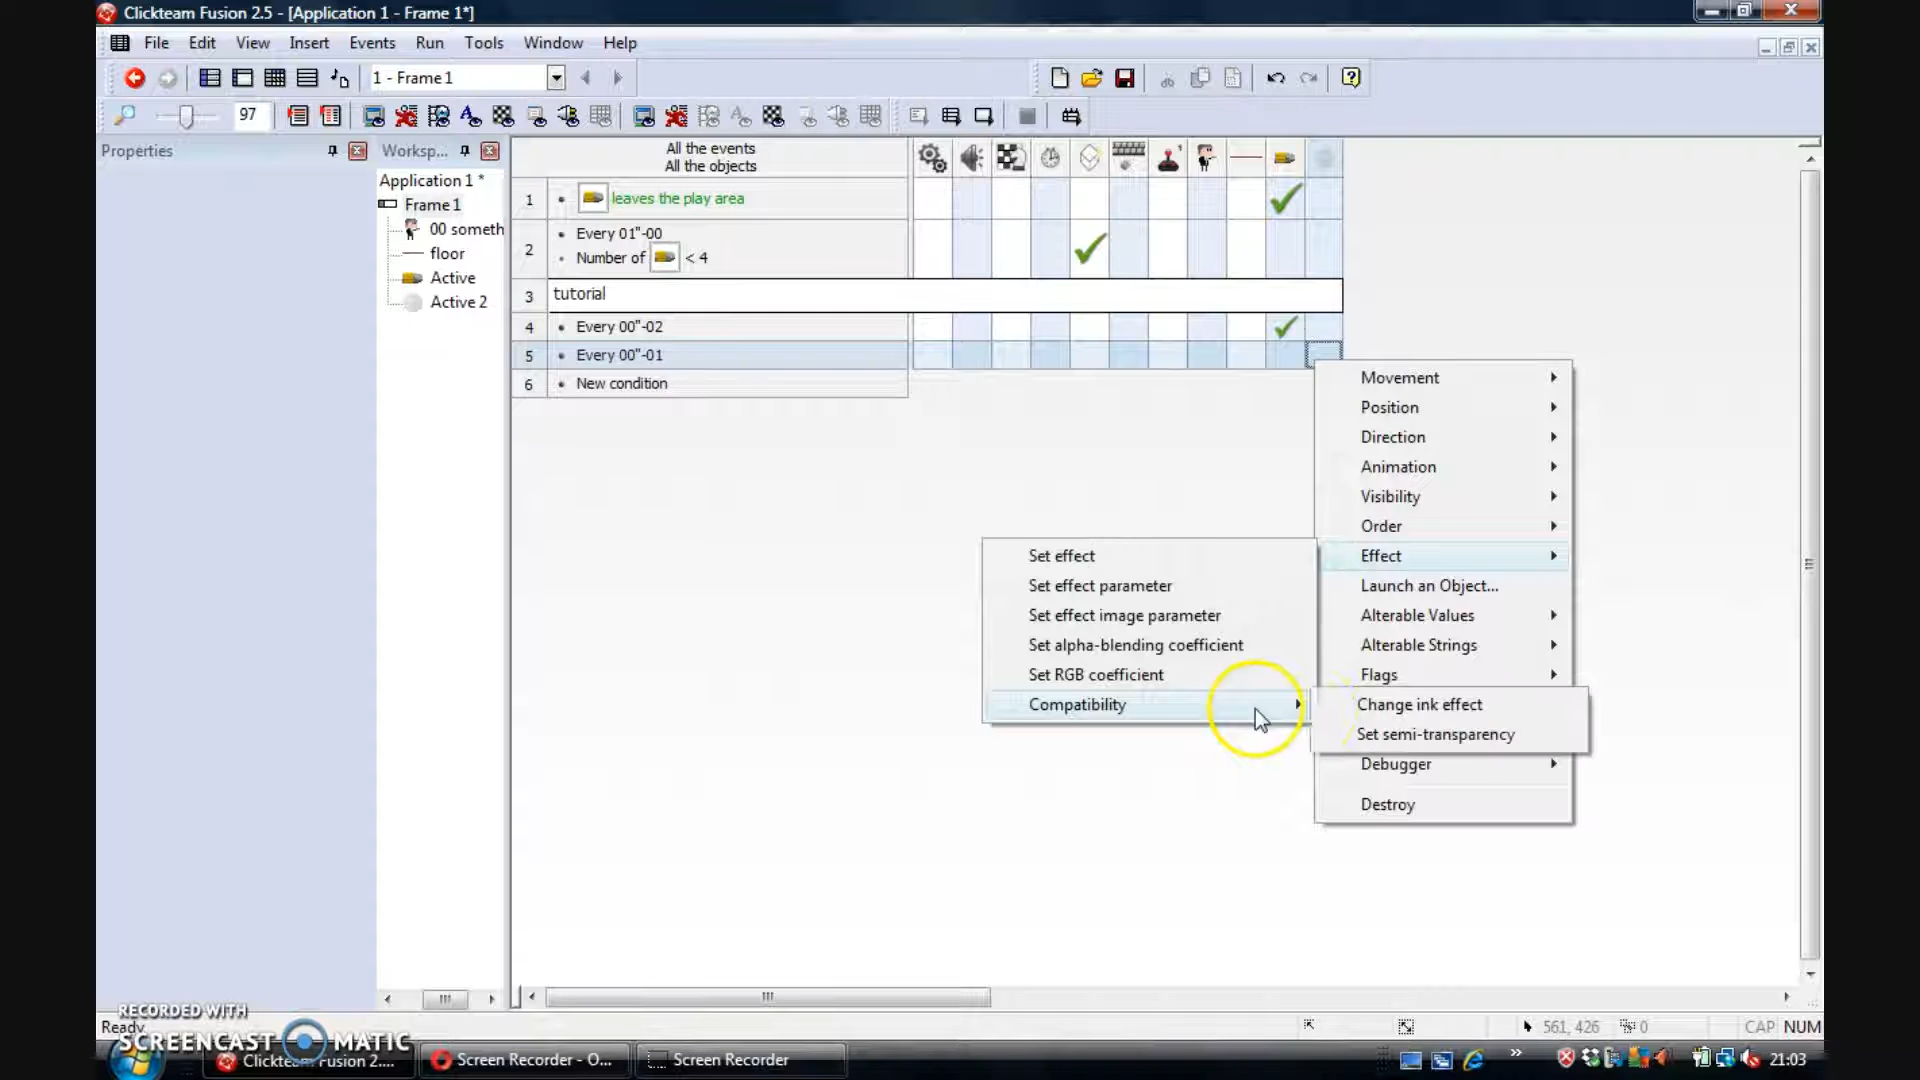 Clickteam Fusion 2.5 - [Application 1 - Frame 1*]
File Edit View Insert Events Run Tools Window Help
1 - Frame 1
97
Properties
Worksp...
All the events
All the objects
Application 1 *
Frame 1
00 someth
floor
Active
Active 2
1 leaves the play area
2 Every 01"-00
Number of < 4
3 tutorial
4 Every 00"-02
5 Every 00"-01
6 New condition
Movement
Position
Direction
Animation
Visibility
Order
Effect
Launch an Object...
Alterable Values
Alterable Strings
Flags
Set effect
Set effect parameter
Set effect image parameter
Set alpha-blending coefficient
Set RGB coefficient
Compatibility
Change ink effect
Set semi-transparency
Debugger
Destroy
RECORDED WITH
SCREENCAST MATIC
Ready
561, 426 0 CAP NUM
Clickteam Fusion 2.... Screen Recorder - O... Screen Recorder 21:03